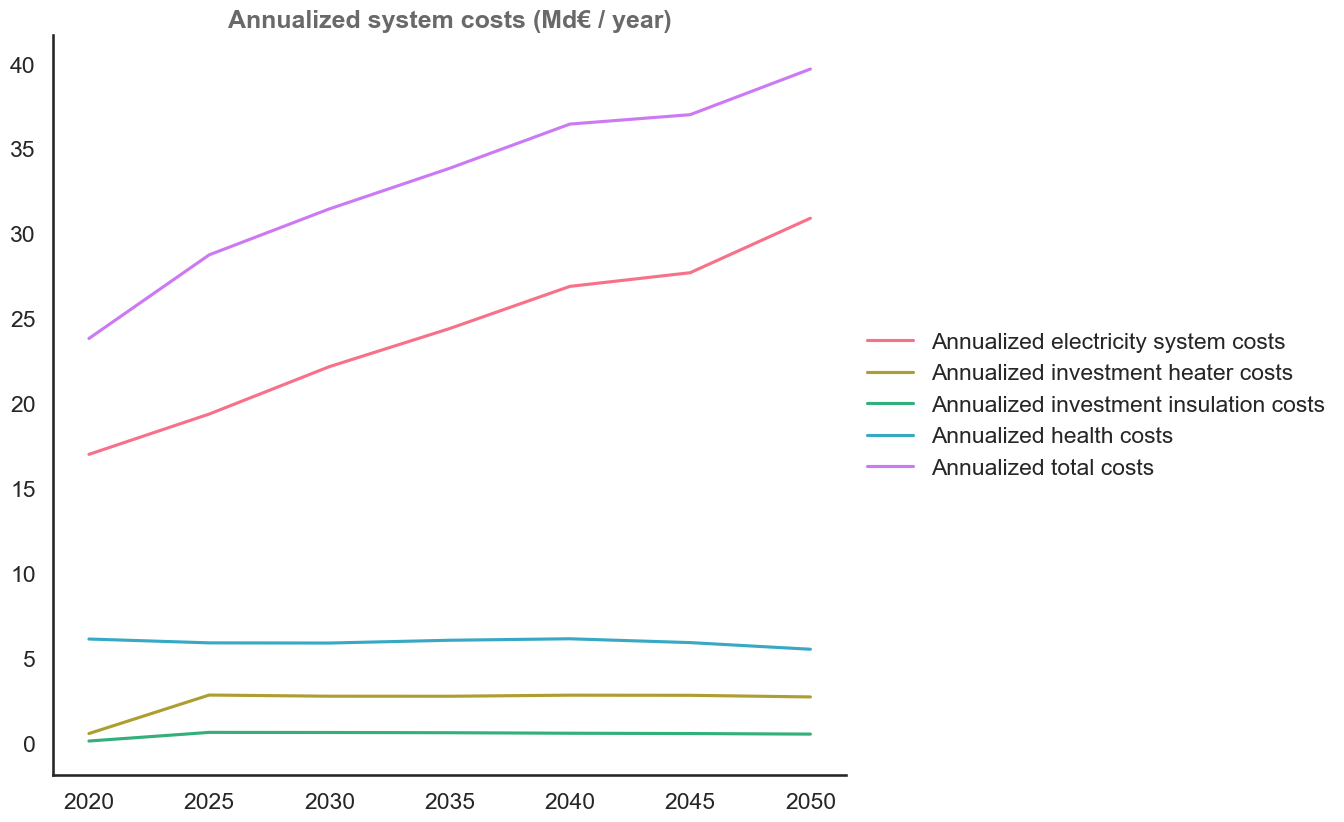 Annualized system costs (Md€ / year)
40
35
30
25
20
15
10
5
0
2020 2025 2030 2035 2040 2045 2050
Annualized electricity system costs
Annualized investment heater costs
Annualized investment insulation costs
Annualized health costs
Annualized total costs